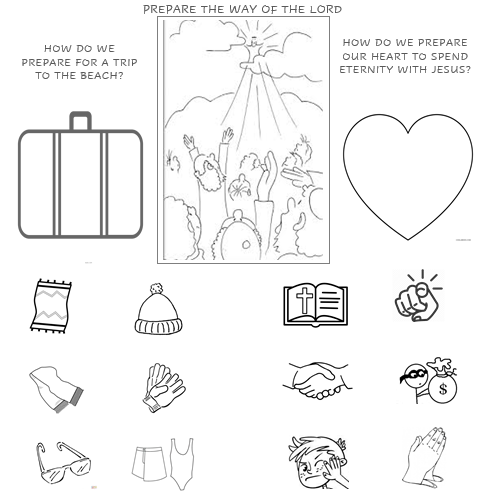 PREPARE THE WAY OF THE LORD
HOW DO WE
PREPARE FOR A TRIP
TO THE BEACH?
HOW DO WE PREPARE
OUR HEART TO SPEND
ETERNITY WITH JESUS?
$